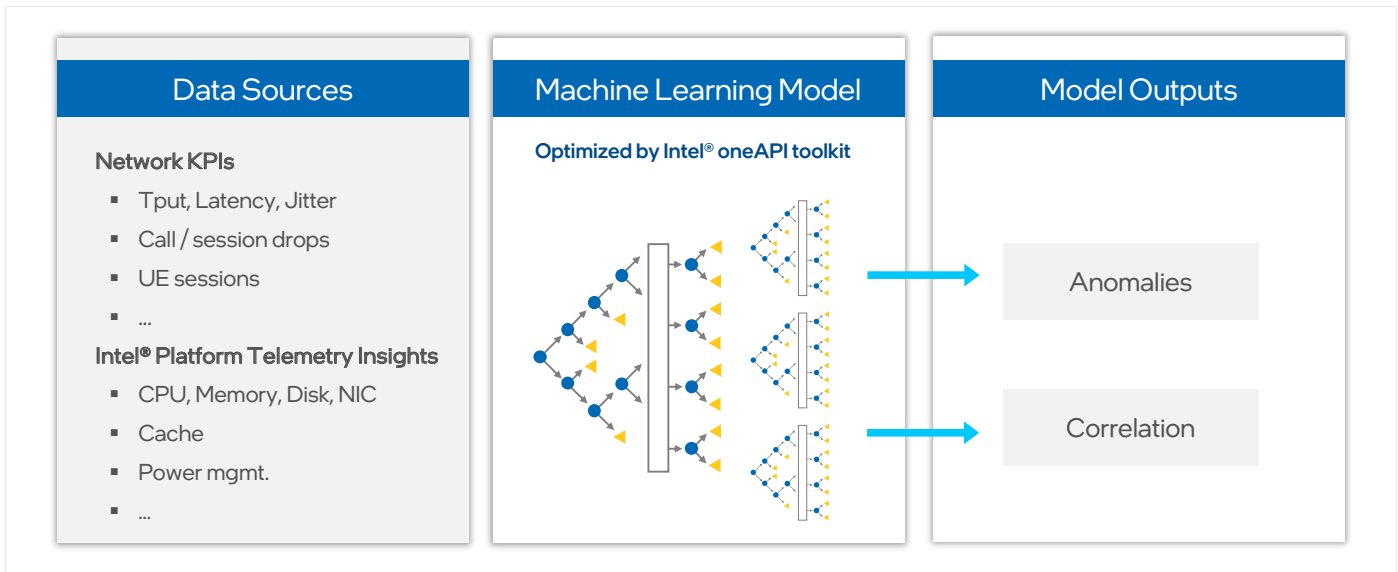 Data Sources
Network KPIs
▪ Tput, Latency, Jitter
▪ Call / session drops
▪ UE sessions
▪ ...
Intel® Platform Telemetry Insights
▪ CPU, Memory, Disk, NIC
▪ Cache
▪ Power mgmt.
▪ ...
Machine Learning Model
Optimized by Intel® oneAPI toolkit
Model Outputs
Anomalies
Correlation